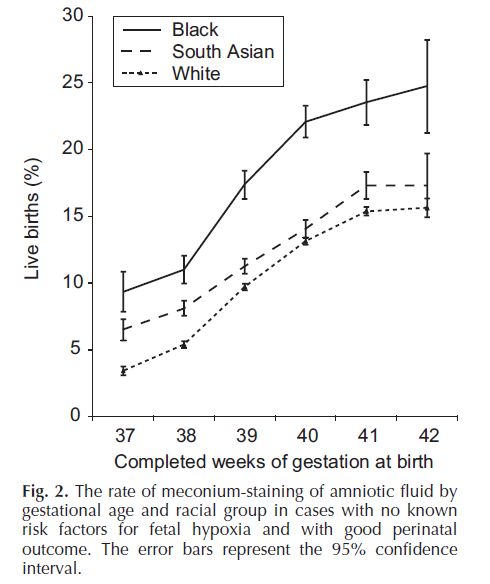 30
25
20
15
10
5
0
Live births (%)
Black
South Asian
White
37 38 39 40 41 42
Completed weeks of gestation at birth
Fig. 2. The rate of meconium-staining of amniotic fluid by
gestational age and racial group in cases with no known
risk factors for fetal hypoxia and with good perinatal
outcome. The error bars represent the 95% confidence
interval.